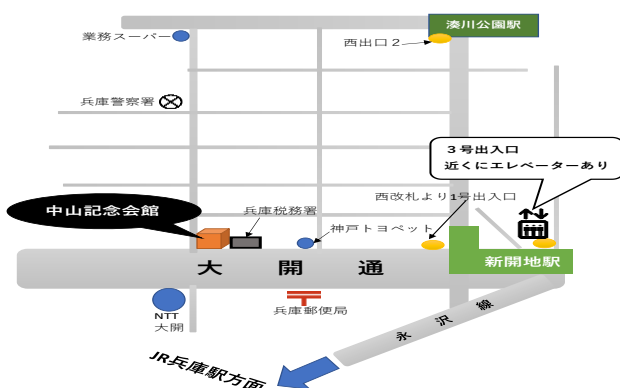 湊川公園駅
業務スーパー
西出口２
兵庫警察署
３号出入口
近くにエレベーターあり
西改札より1号出入口
中山記念会館
兵庫税務署
神戸トヨペット
大開通
新開地駅
兵庫郵便局
NTT
大開
永沢線
JR兵庫駅方面